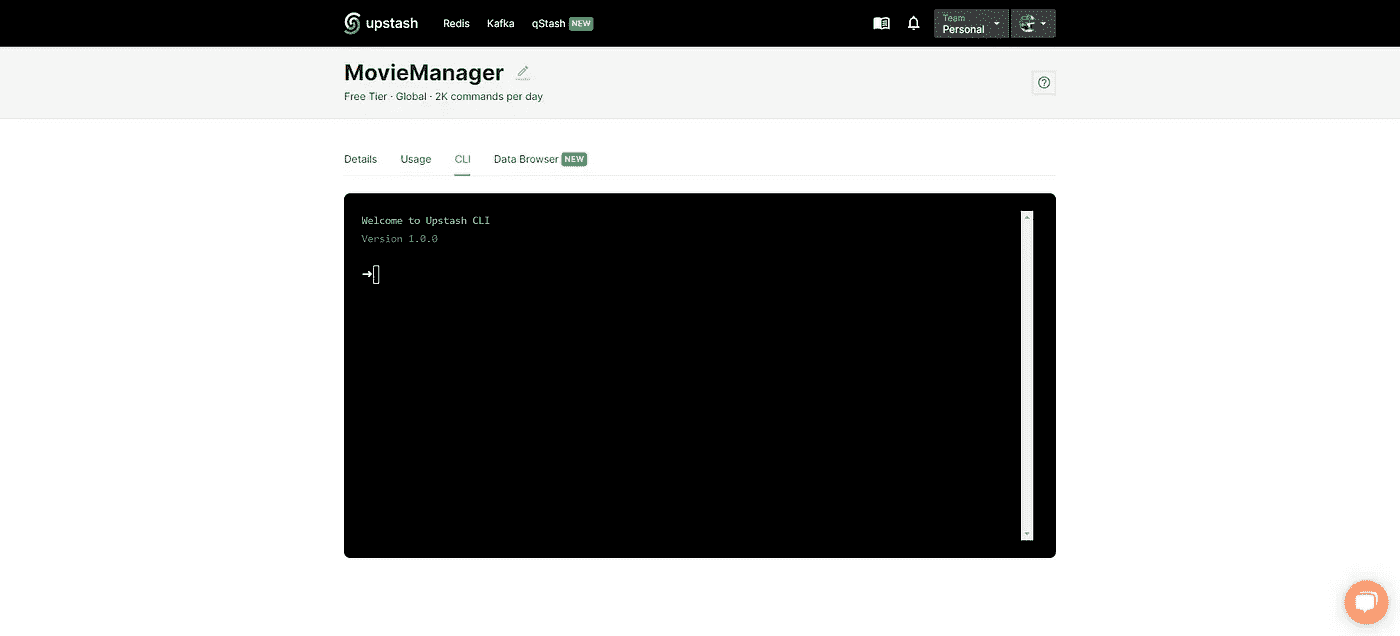 upstash Redis Kafka qStash NEW Team Personal
MovieManager
Free Tier · Global · 2K commands per day
Details Usage CLI Data Browser NEW
Welcome to Upstash CLI
Version 1.0.0